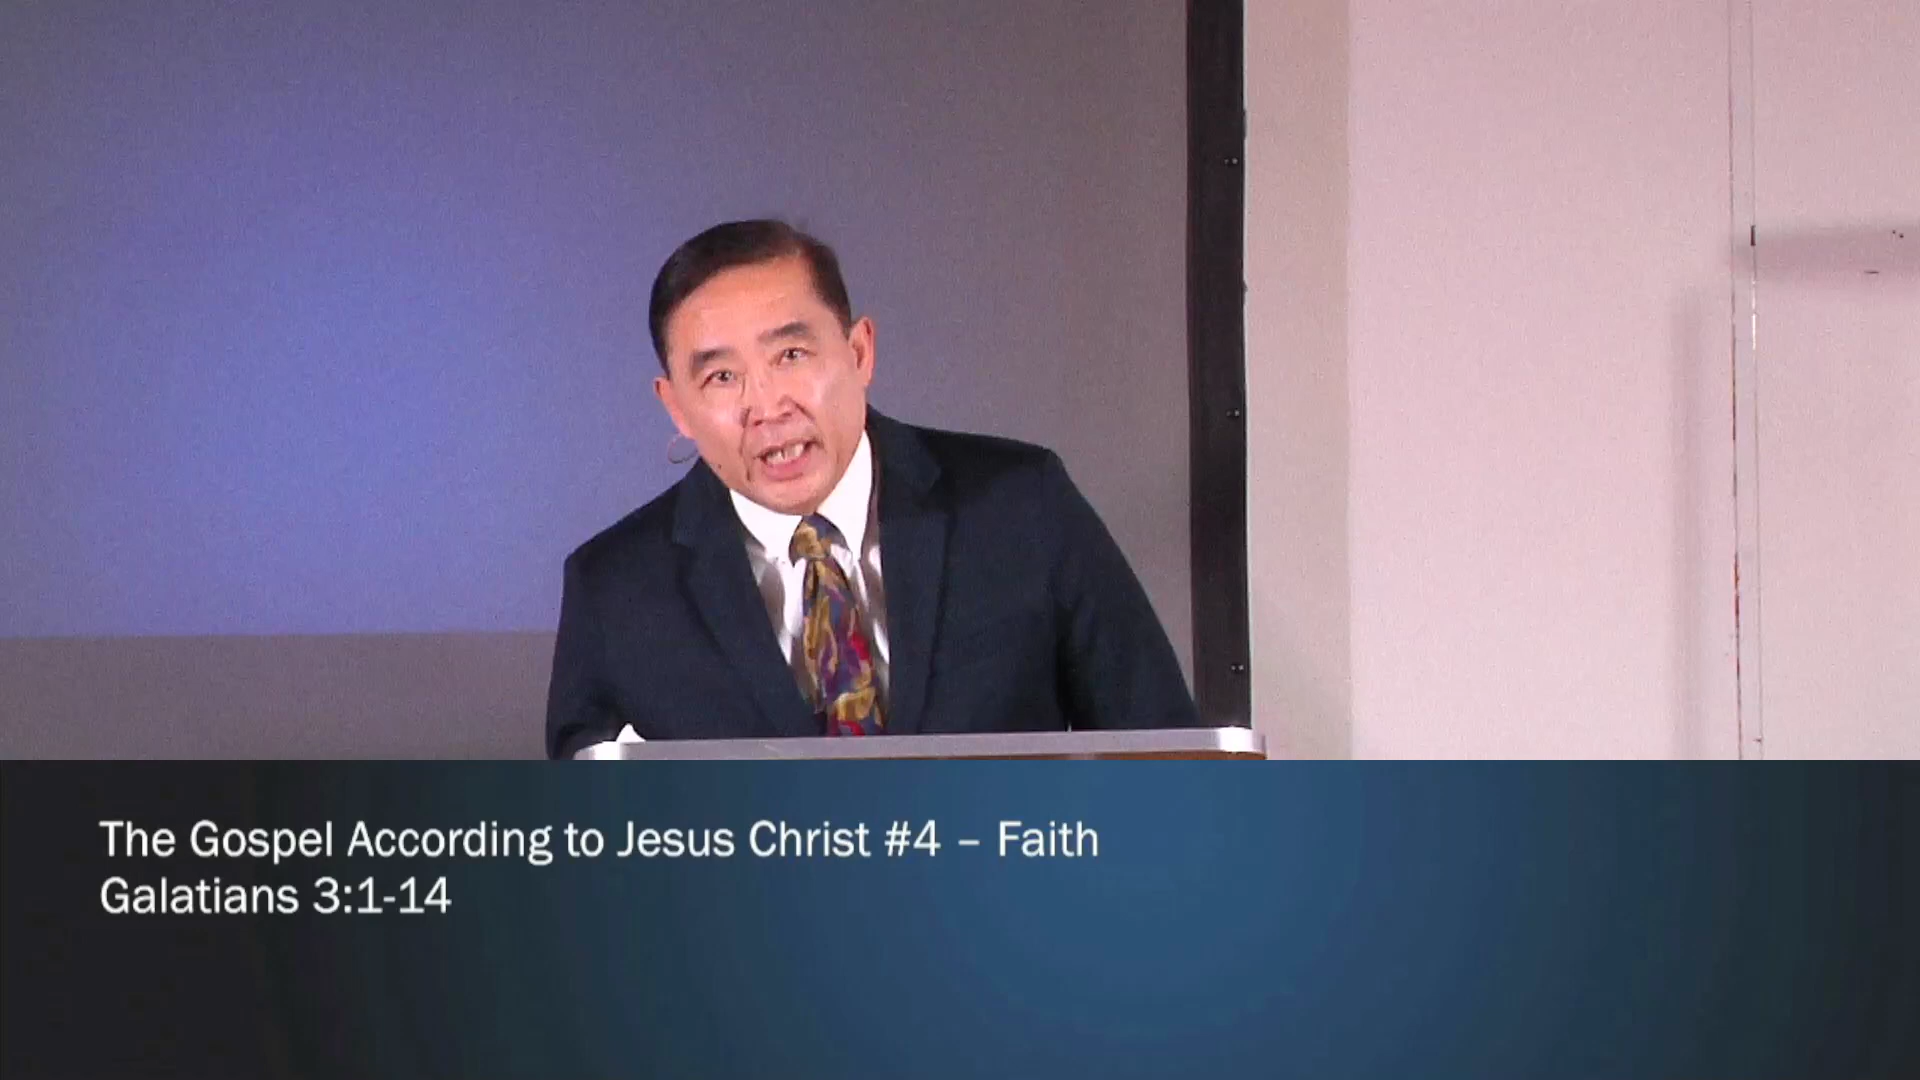 The Gospel According to Jesus Christ #4 – Faith
Galatians 3:1-14